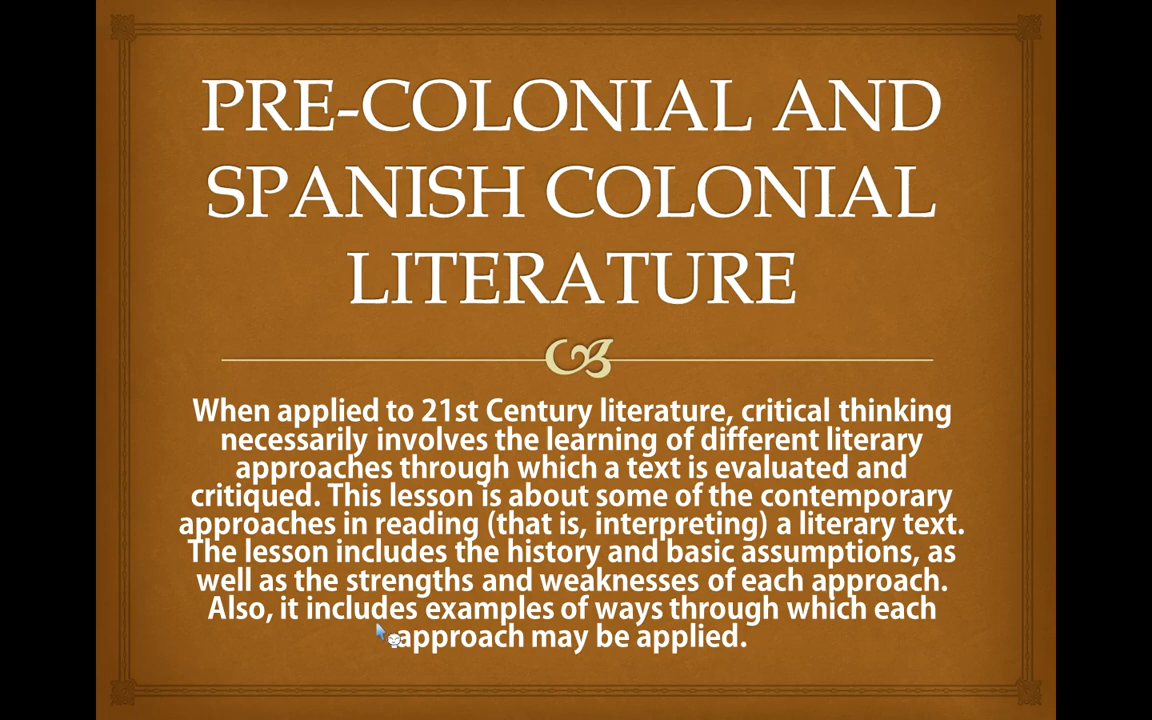 PRE-COLONIAL AND
SPANISH COLONIAL
LITERATURE
When applied to 21st Century literature, critical thinking
necessarily involves the learning of different literary
approaches through which a text is evaluated and
critiqued. This lesson is about some of the contemporary
approaches in reading (that is, interpreting) a literary text.
The lesson includes the history and basic assumptions, as
well as the strengths and weaknesses of each approach.
Also, it includes examples of ways through which each
approach may be applied.